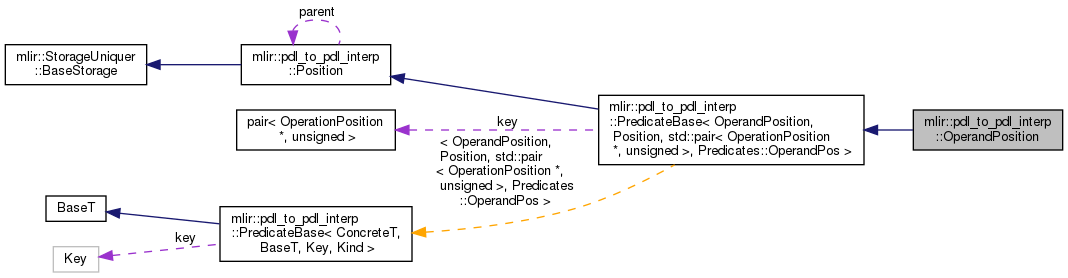 parent
mlir::StorageUniquer
::BaseStorage
mlir::pdl_to_pdl_interp
::Position
pair< OperationPosition
*, unsigned >
key
mlir::pdl_to_pdl_interp
::PredicateBase< OperandPosition,
Position, std::pair< OperationPosition
*, unsigned >, Predicates::OperandPos >
mlir::pdl_to_pdl_interp
::OperandPosition
< OperandPosition,
Position, std::pair
< OperationPosition *,
unsigned >, Predicates
::OperandPos >
BaseT
mlir::pdl_to_pdl_interp
::PredicateBase< ConcreteT,
BaseT, Key, Kind >
key
Key